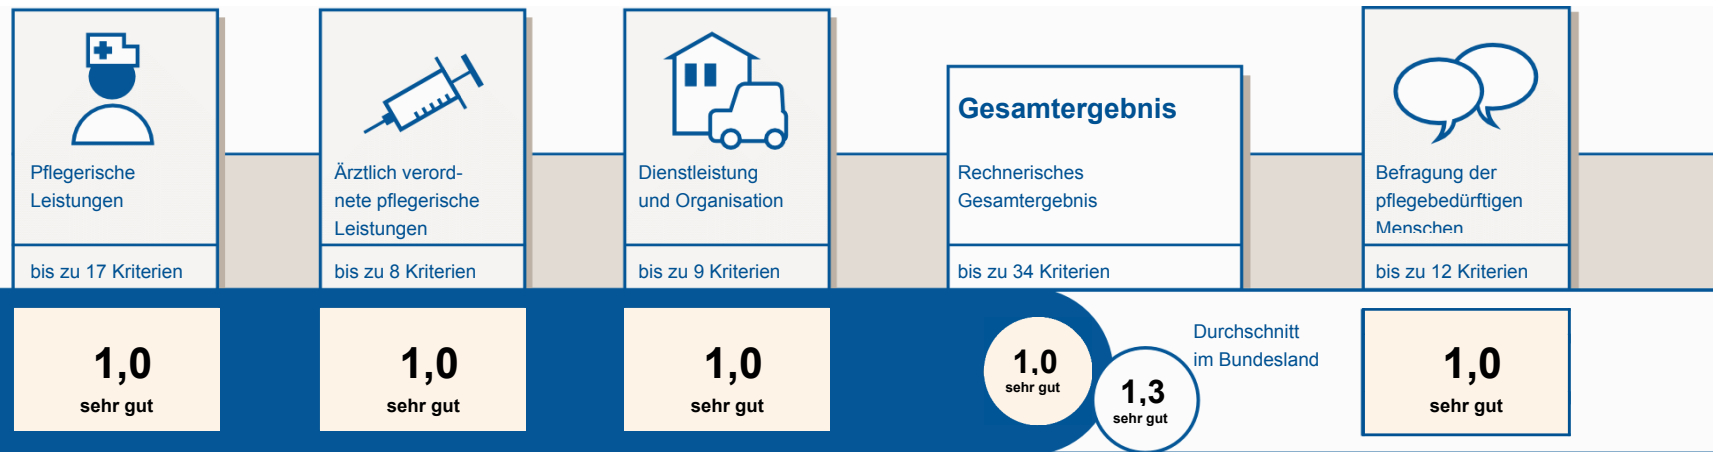 Pflegerische
Leistungen
bis zu 17 Kriterien
1,0
sehr gut
Ärztlich verord-
nete pflegerische
Leistungen
bis zu 8 Kriterien
1,0
sehr gut
Dienstleistung
und Organisation
bis zu 9 Kriterien
1,0
sehr gut
Gesamtergebnis
Rechnerisches
Gesamtergebnis
bis zu 34 Kriterien
1,0
sehr gut
1,3
sehr gut
Durchschnitt
im Bundesland
Befragung der
pflegebedürftigen
Menschen
bis zu 12 Kriterien
1,0
sehr gut